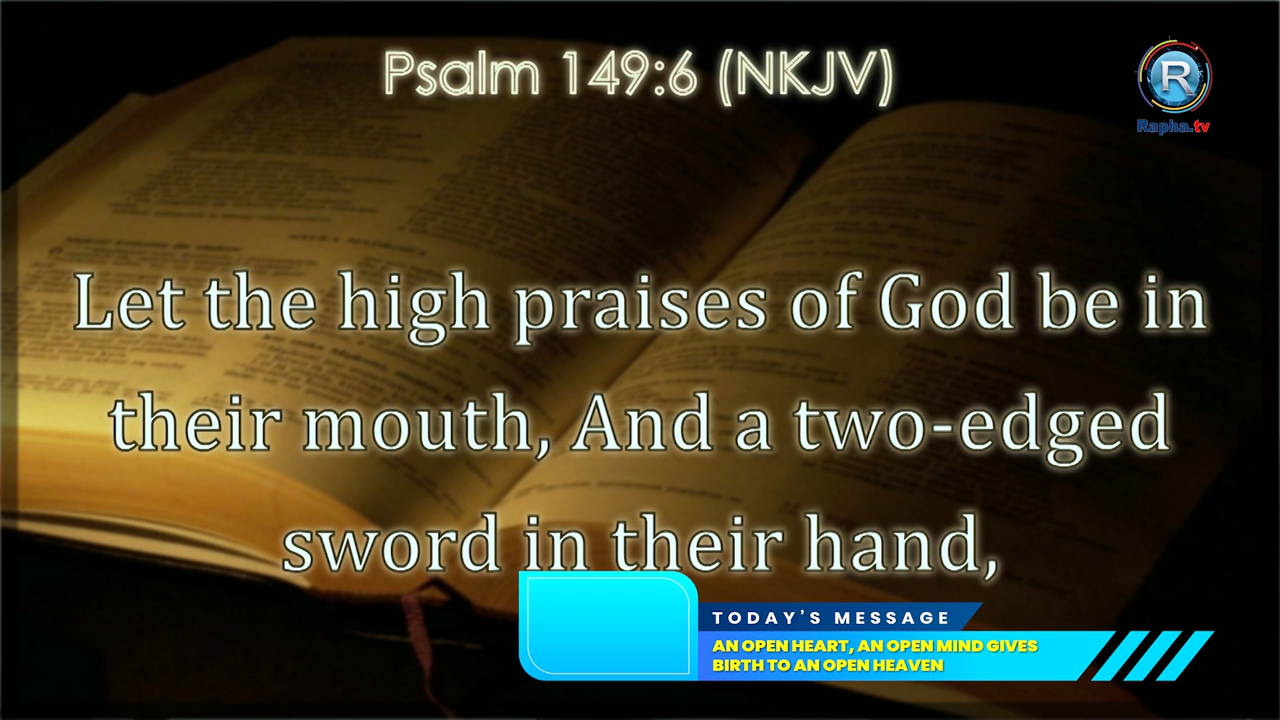 Psalm 149:6 (NKJV)
R
Rapha.tv
Let the high praises of God be in
their mouth, And a two-edged
sword in their hand,
TODAY'S MESSAGE
AN OPEN HEART, AN OPEN MIND GIVES
BIRTH TO AN OPEN HEAVEN